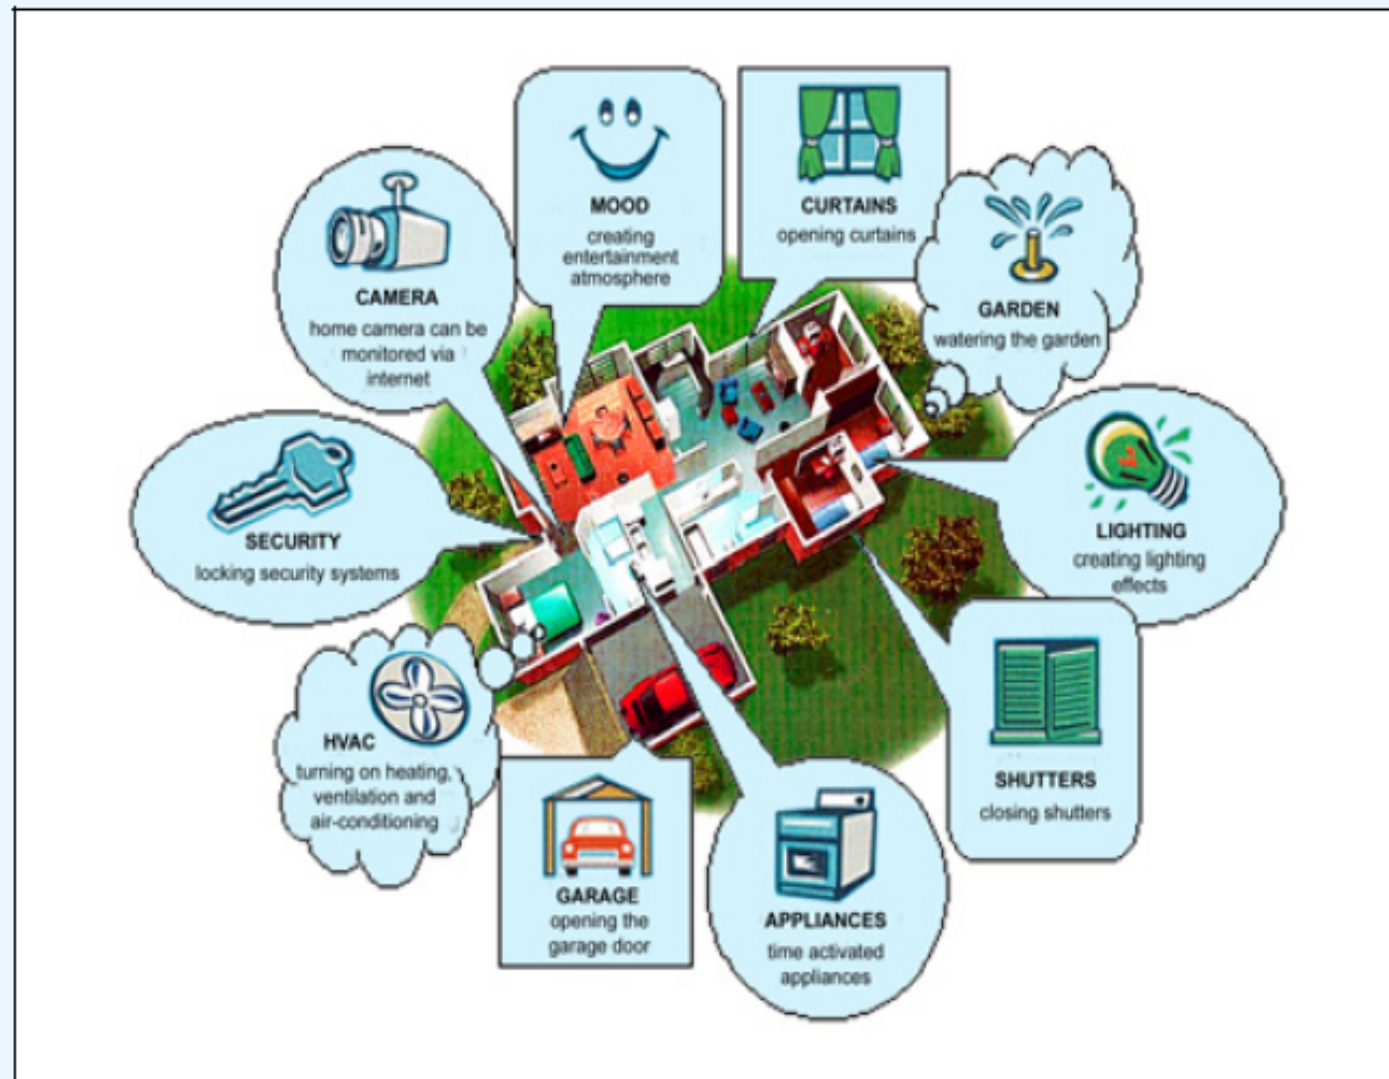 MOOD
creating
entertainment
atmosphere
CURTAINS
opening curtains
CAMERA
home camera can be
monitored via
internet
GARDEN
watering the garden
SECURITY
locking security systems
LIGHTING
creating lighting
effects
HVAC
turning on heating,
ventilation and
air-conditioning
SHUTTERS
closing shutters
GARAGE
opening the
garage door
APPLIANCES
time activated
appliances